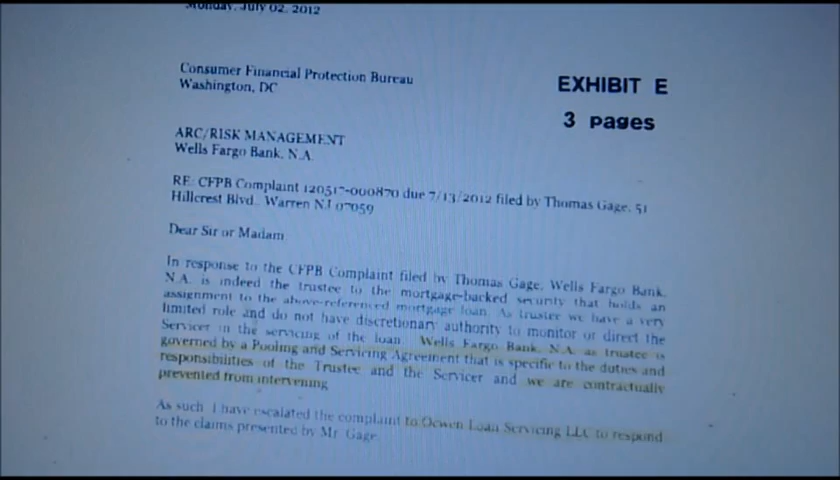 Monday, July 02, 2012
Consumer Financial Protection Bureau
Washington, DC
EXHIBIT E
3 pages
ARC/RISK MANAGEMENT
Wells Fargo Bank, N.A.
RE: CFPB Complaint 120517-000870 due 7/13/2012 filed by Thomas Gage, 51
Hillcrest Blvd., Warren NJ 07059
Dear Sir or Madam
In response to the CFPB Complaint filed by Thomas Gage, Wells Fargo Bank,
N.A. is indeed the trustee to the mortgage-backed security that holds an
assignment to the above-referenced mortgage loan. As trustee we have a very
limited role and do not have discretionary authority to monitor or direct the
Servicer in the servicing of the loan. Wells Fargo Bank, N.A. as trustee is
governed by a Pooling and Servicing Agreement that is specific to the duties and
responsibilities of the Trustee and the Servicer and we are contractually
prevented from intervening
As such, I have escalated the complaint to Ocwen Loan Servicing LLC to respond
to the claims presented by Mr. Gage.